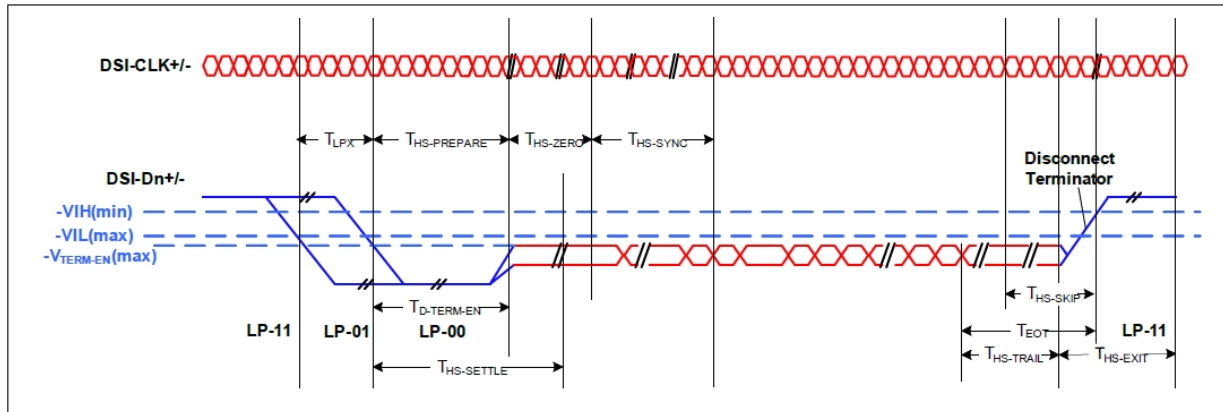 DSI-CLK+/-
TLPX
THS-PREPARE
THS-ZERO
THS-SYNC
DSI-Dn+/-
Disconnect
Terminator
-VIH(min)
-VIL(max)
-VTERM-EN(max)
TD-TERM-EN
THS-SKIP
LP-11
LP-01
LP-00
TEOT
LP-11
THS-SETTLE
THS-TRAIL
THS-EXIT